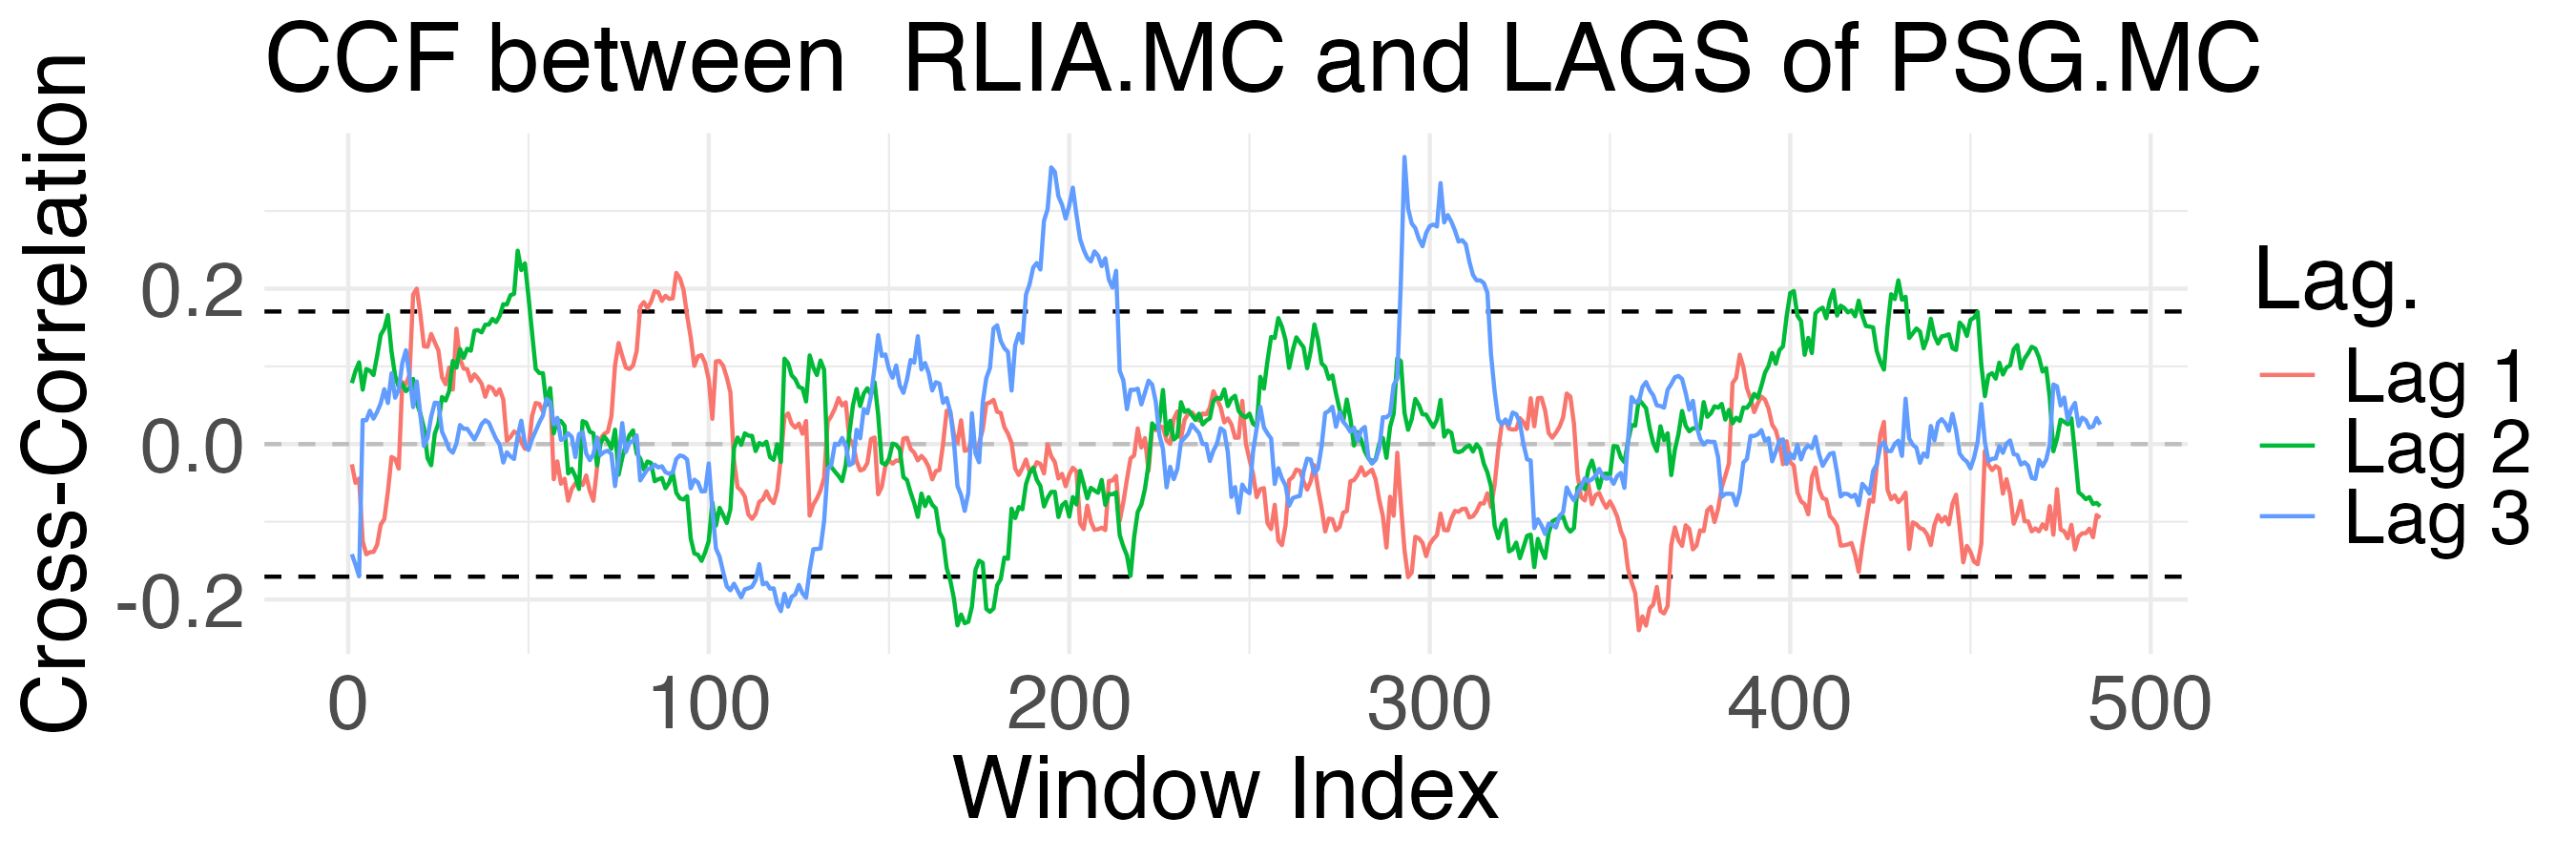 CCF between  RLIA.MC and LAGS of PSG.MC
Cross-Correlation
0.2
0.0
-0.2
0 100 200 300 400 500
Window Index
Lag.
Lag 1
Lag 2
Lag 3